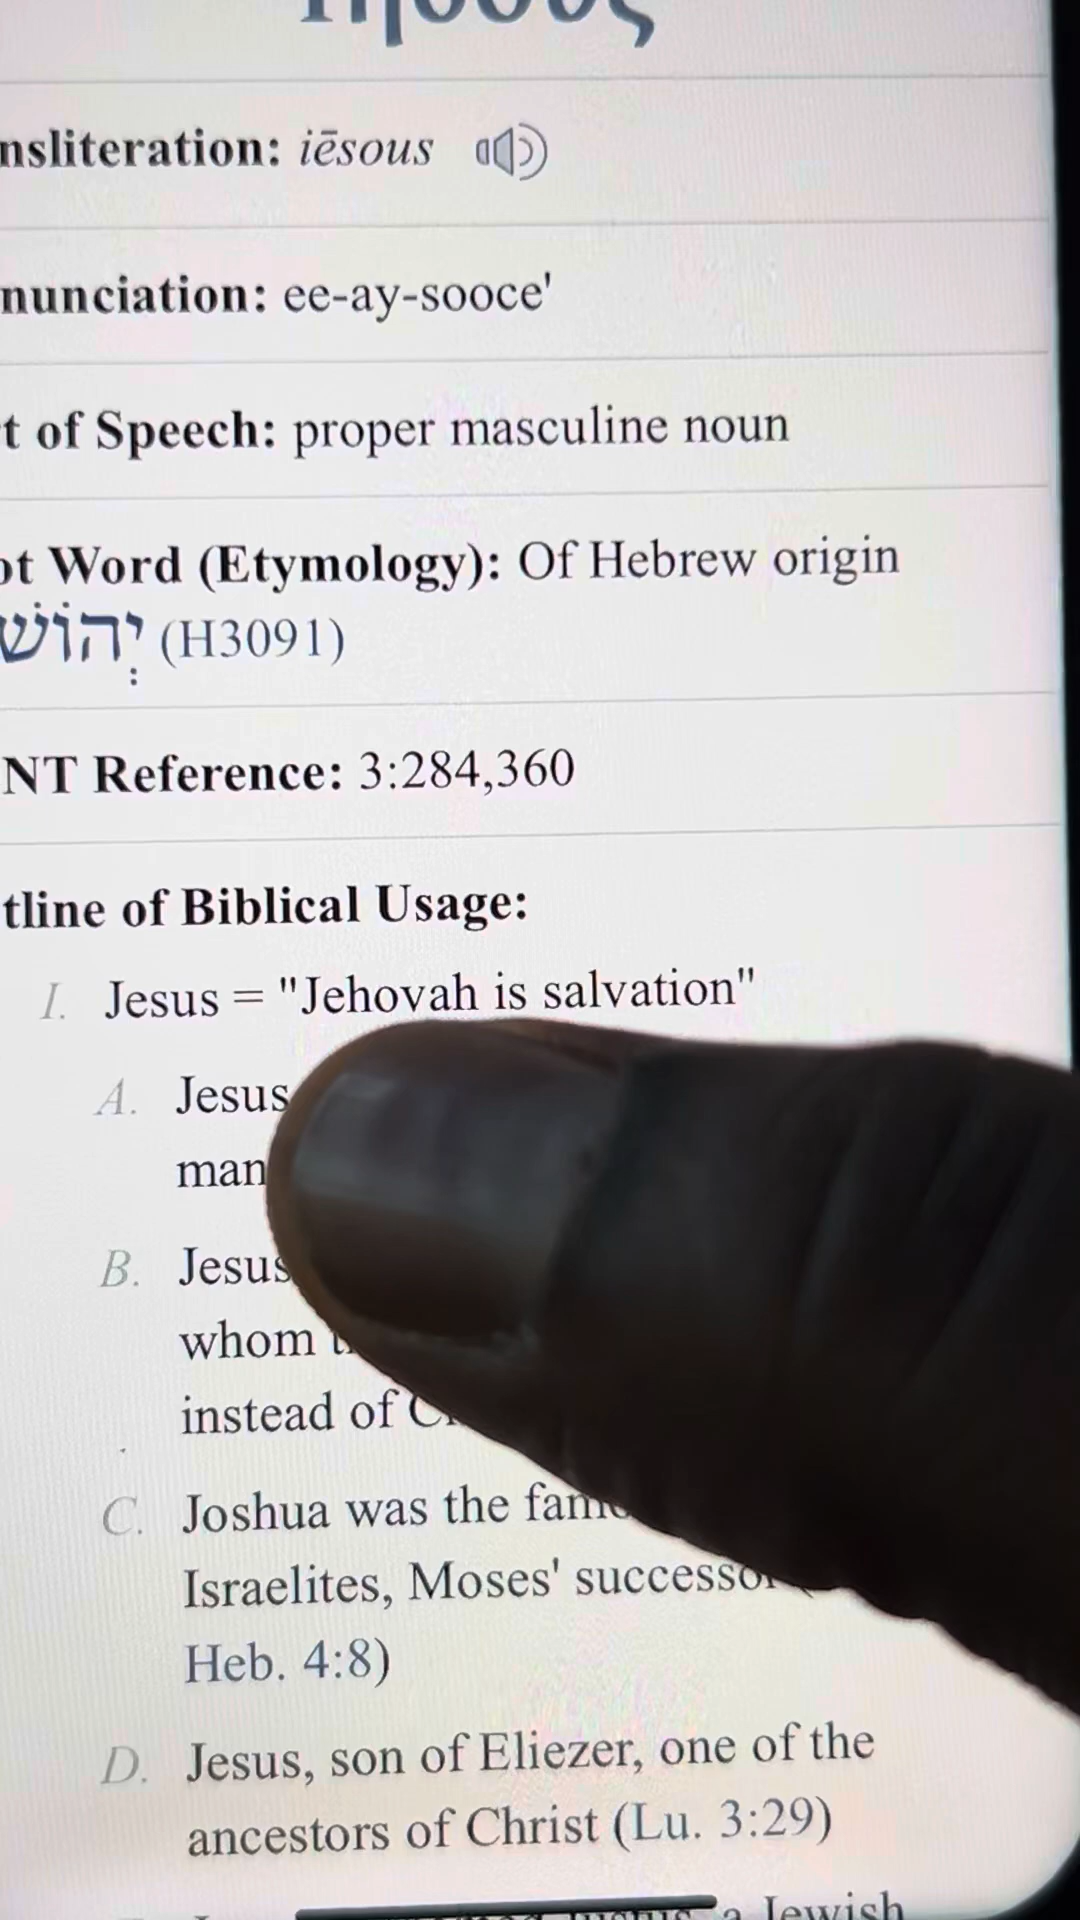 nsliteration: iēsous
nunciation: ee-ay-sooce'
t of Speech: proper masculine noun
ot Word (Etymology): Of Hebrew origin
יְהוֹשׁ (H3091)
NT Reference: 3:284,360
tline of Biblical Usage:
I. Jesus = "Jehovah is salvation"
A. Jesus
man
B. Jesus
whom
instead of
C. Joshua was the
Israelites, Moses' successor
Heb. 4:8)
D. Jesus, son of Eliezer, one of the
ancestors of Christ (Lu. 3:29)
a Jewish